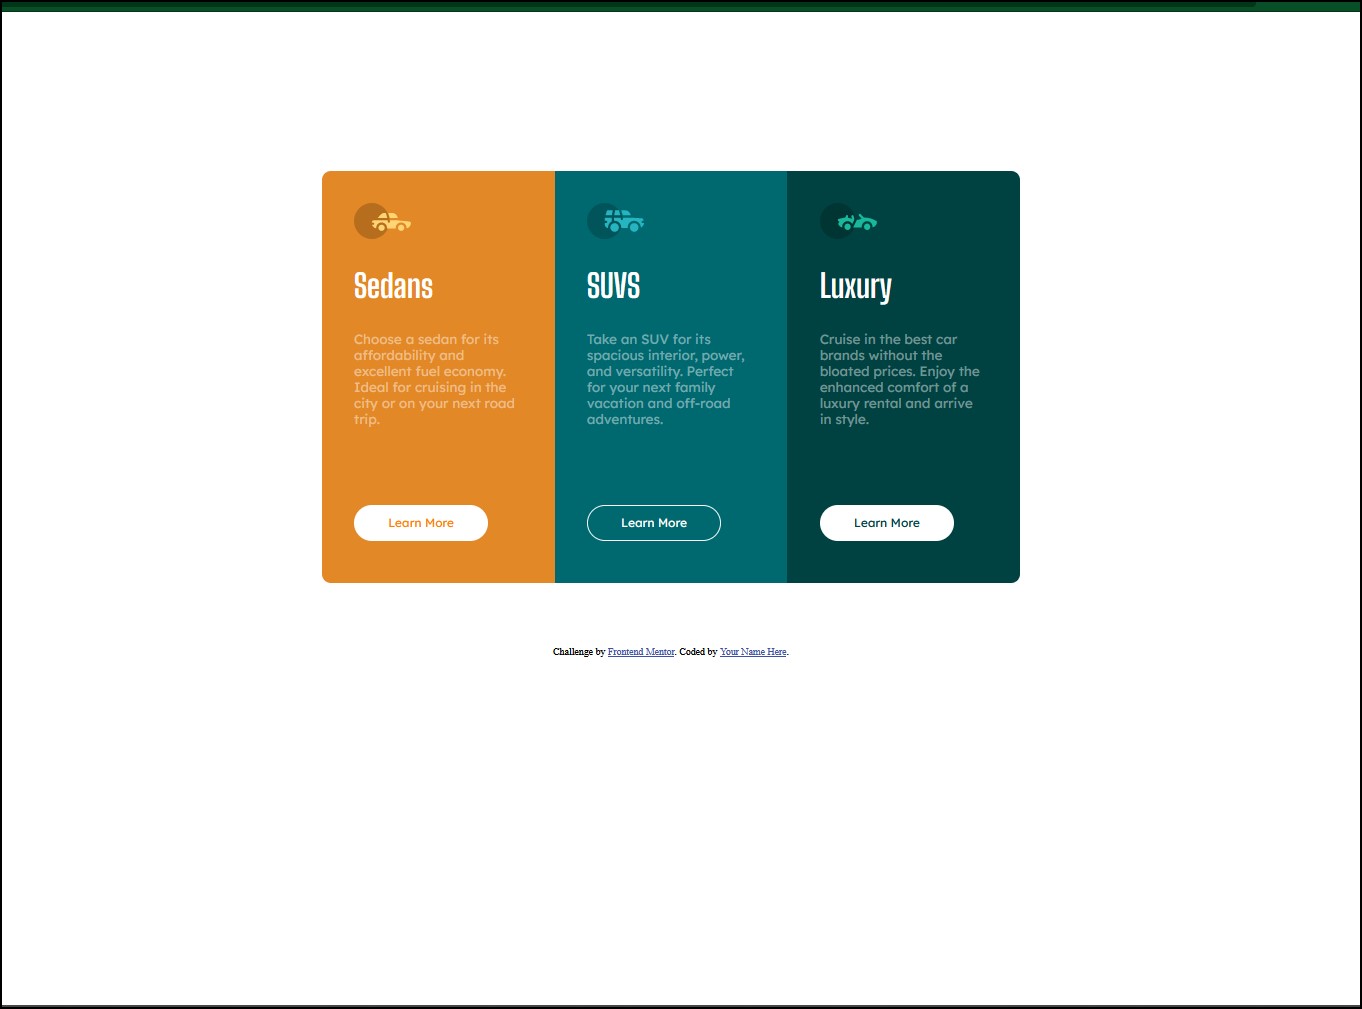 Sedans
Choose a sedan for its
affordability and
excellent fuel economy.
Ideal for cruising in the
city or on your next road
trip.
Learn More
SUVS
Take an SUV for its
spacious interior, power,
and versatility. Perfect
for your next family
vacation and off-road
adventures.
Learn More
Luxury
Cruise in the best car
brands without the
bloated prices. Enjoy the
enhanced comfort of a
luxury rental and arrive
in style.
Learn More
Challenge by Frontend Mentor. Coded by Your Name Here.